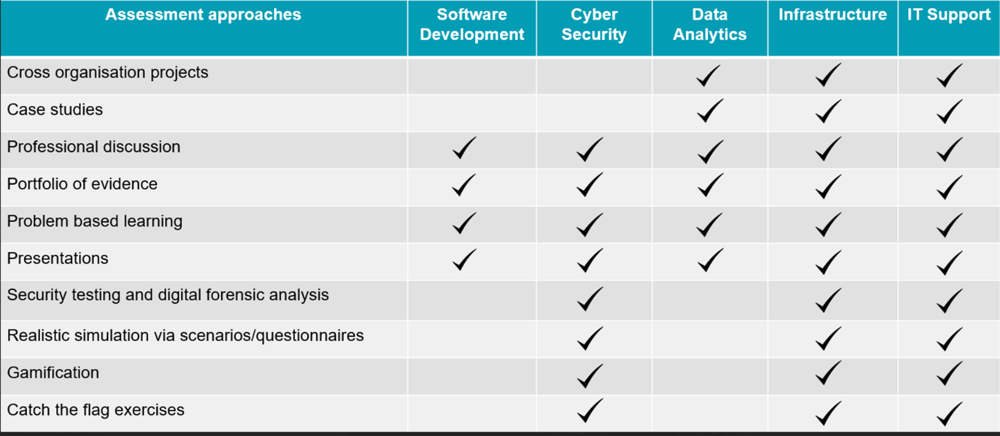 Assessment approaches
Software Development
Cyber Security
Data Analytics
Infrastructure
IT Support
Cross organisation projects ✓ ✓ ✓
Case studies ✓ ✓ ✓
Professional discussion ✓ ✓ ✓ ✓ ✓
Portfolio of evidence ✓ ✓ ✓ ✓ ✓
Problem based learning ✓ ✓ ✓ ✓ ✓
Presentations ✓ ✓ ✓ ✓ ✓
Security testing and digital forensic analysis ✓ ✓ ✓
Realistic simulation via scenarios/questionnaires ✓ ✓ ✓
Gamification ✓ ✓ ✓
Catch the flag exercises ✓ ✓ ✓